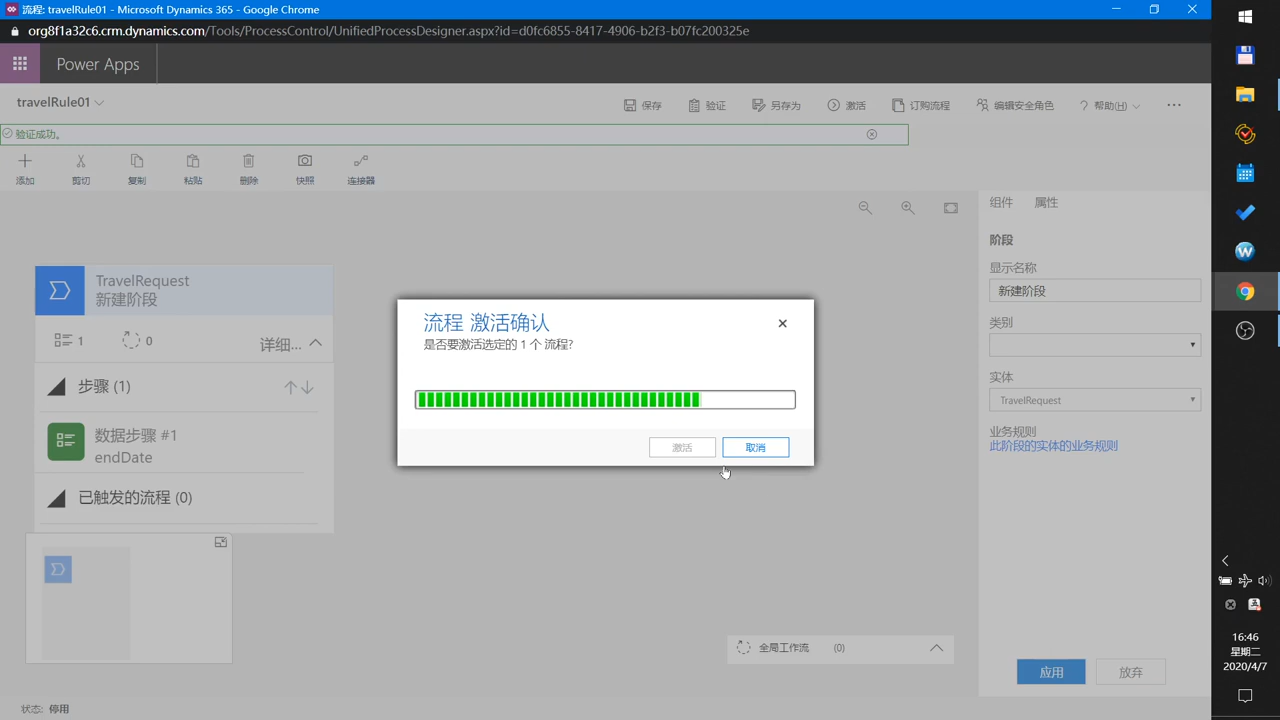 流程: travelRule01 - Microsoft Dynamics 365 - Google Chrome
org8f1a32c6.crm.dynamics.com/Tools/ProcessControl/UnifiedProcessDesigner.aspx?id=d0fc6855-8417-4906-b2f3-b07fc200325e
Power Apps
travelRule01
保存
验证
另存为
激活
订购流程
编辑安全角色
? 帮助(H)
验证成功。
添加
剪切
复制
粘贴
删除
快照
连接器
组件
属性
TravelRequest
新建阶段
1
0
详细...
步骤 (1)
数据步骤 #1
endDate
已触发的流程 (0)
流程 激活确认
是否要激活选定的 1 个 流程?
激活
取消
全局工作流
(0)
阶段
显示名称
新建阶段
类别
实体
TravelRequest
业务规则
此阶段的实体的业务规则
应用
放弃
状态: 停用
16:46
星期二
2020/4/7